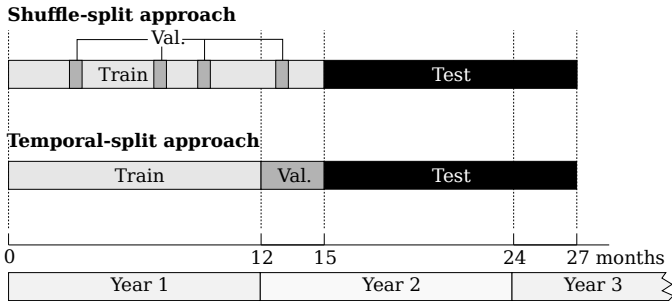 Shuffle-split approach
Val.
Train
Test
Temporal-split approach
Train Val. Test
0 12 15 24 27 months
Year 1 Year 2 Year 3